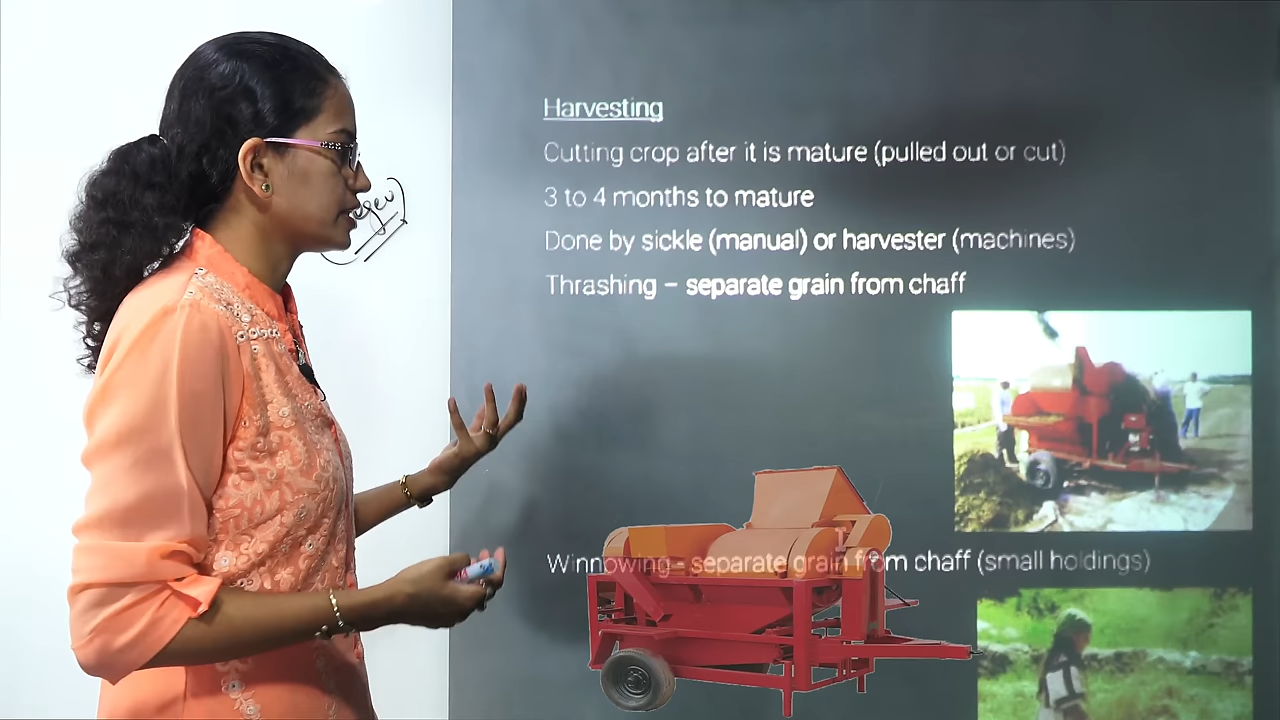 Harvesting
Cutting crop after it is mature (pulled out or cut)
3 to 4 months to mature
Done by sickle (manual) or harvester (machines)
Thrashing – separate grain from chaff
Winnowing - separate grain from chaff (small holdings)